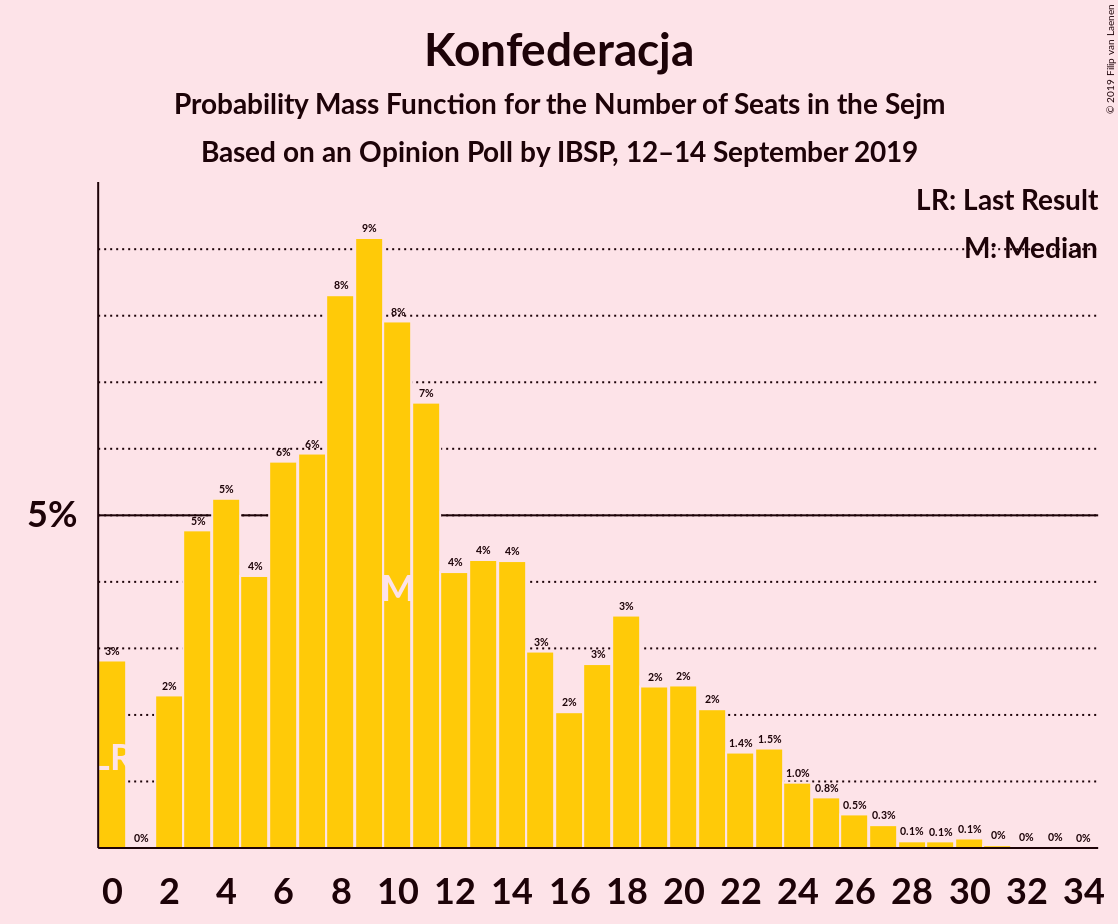 Konfederacja
Probability Mass Function for the Number of Seats in the Sejm
Based on an Opinion Poll by IBSP, 12–14 September 2019
© 2019 Filip van Laenen
LR: Last Result
M: Median
5%
3% 0% 2% 5% 5% 4% 6% 6% 8% 9% 8% 7% 4% 4% 4% 3% 2% 3% 3% 2% 2% 2% 1.4% 1.5% 1.0% 0.8% 0.5% 0.3% 0.1% 0.1% 0.1% 0% 0% 0% 0%
LR M
0 2 4 6 8 10 12 14 16 18 20 22 24 26 28 30 32 34